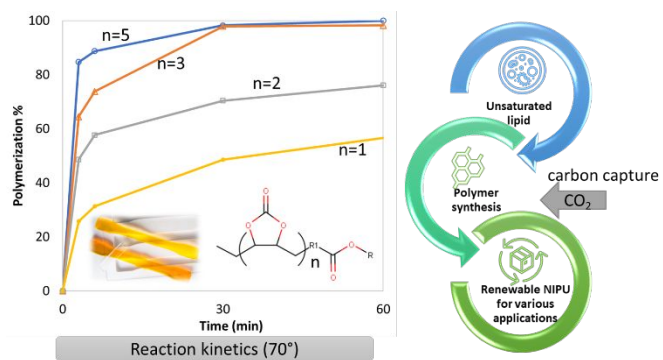 100
80
60
40
20
0
Polymerization %
n=5
n=3
n=2
n=1
O
O
O
R1
n
O
O
R
0
30
60
Time (min)
Reaction kinetics (70°)
Unsaturated
lipid
Polymer
synthesis
carbon capture
CO₂
Renewable NIPU
for various
applications